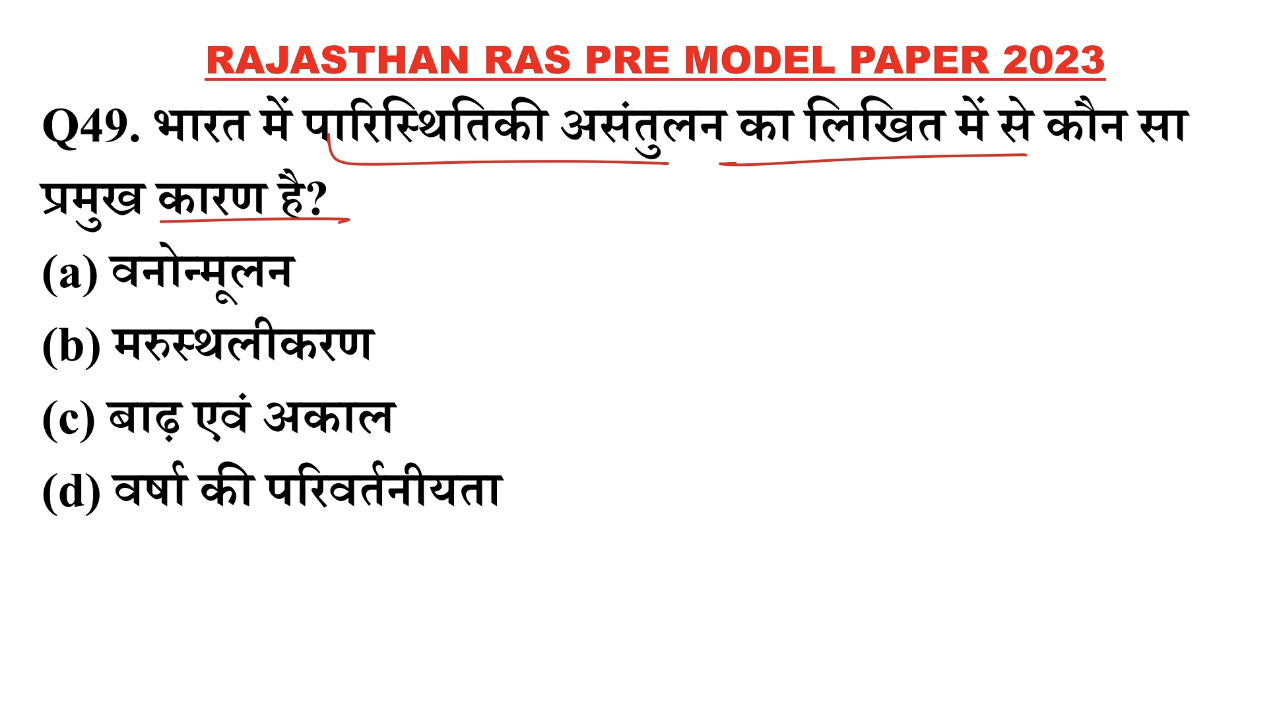 RAJASTHAN RAS PRE MODEL PAPER 2023
Q49. भारत में पारिस्थितिकी असंतुलन का लिखित में से कौन सा
प्रमुख कारण है?
(a) वनोन्मूलन
(b) मरुस्थलीकरण
(c) बाढ़ एवं अकाल
(d) वर्षा की परिवर्तनीयता